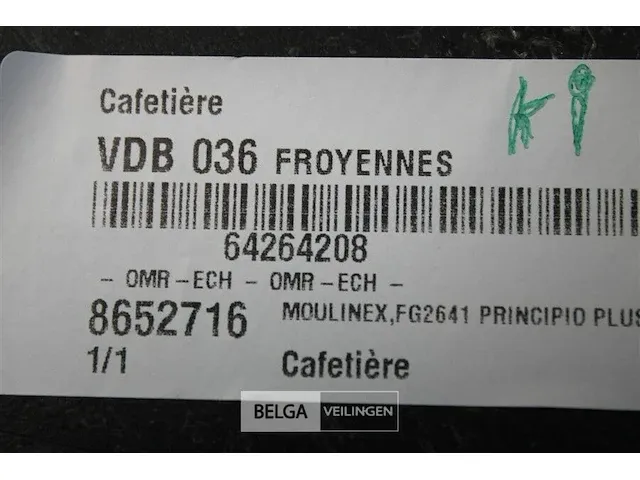 Cafetière
VDB 036 FROYENNES
64264208
- OMR-ECH - OMR-ECH -
8652716 MOULINEX,FG2641 PRINCIPIO PLUS
1/1 Cafetière
BELGA VEILINGEN